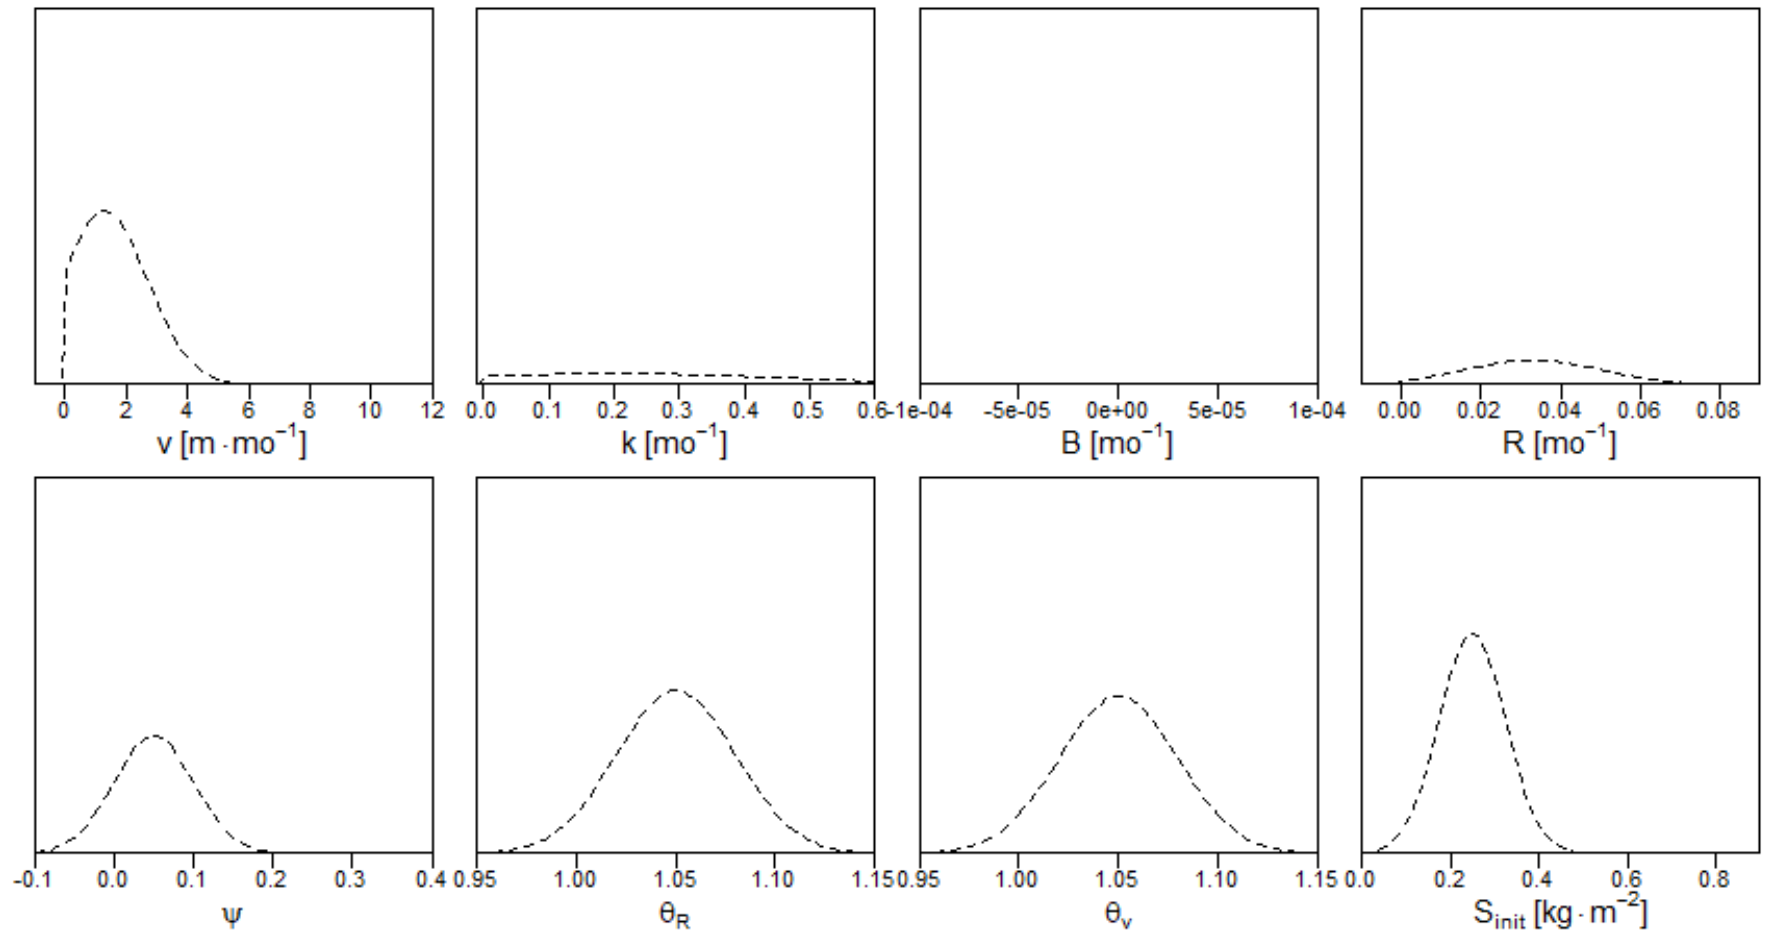 0 2 4 6 8 10 12 0.0 0.1 0.2 0.3 0.4 0.5 0.6 -1e-04 -5e-05 0e+00 5e-05 1e-04 0.00 0.02 0.04 0.06 0.08
v [m·mo⁻¹] k [mo⁻¹] B [mo⁻¹] R [mo⁻¹]
-0.1 0.0 0.1 0.2 0.3 0.4 0.95 1.00 1.05 1.10 1.15 0.95 1.00 1.05 1.10 1.15 0.0 0.2 0.4 0.6 0.8
ψ θ_R θ_v S_init [kg·m⁻²]